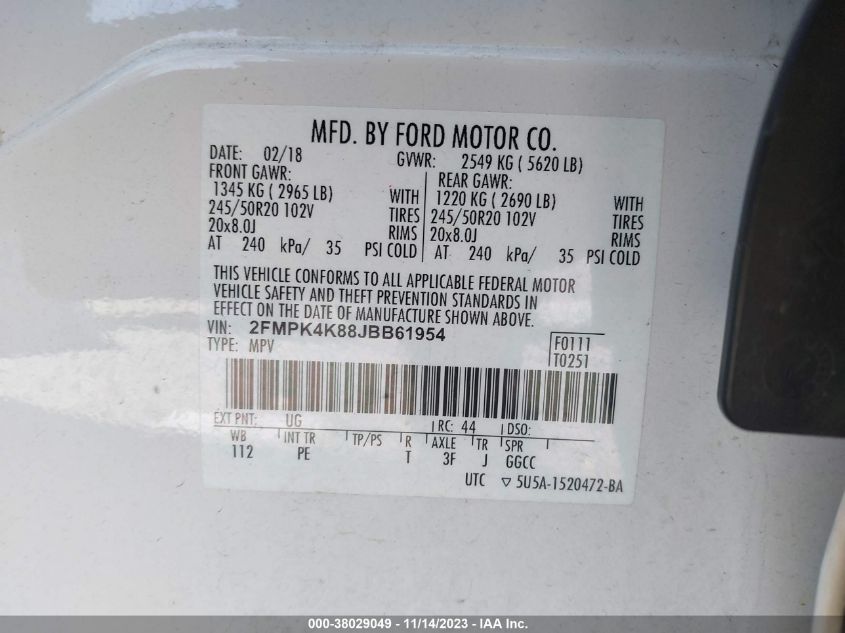 MFD. BY FORD MOTOR CO.
DATE: 02/18 GVWR: 2549 KG ( 5620 LB)
FRONT GAWR: REAR GAWR:
1345 KG ( 2965 LB) WITH 1220 KG ( 2690 LB) WITH
245/50R20 102V TIRES 245/50R20 102V TIRES
20x8.0J RIMS 20x8.0J RIMS
AT 240 kPa/ 35 PSI COLD AT 240 kPa/ 35 PSI COLD
THIS VEHICLE CONFORMS TO ALL APPLICABLE FEDERAL MOTOR
VEHICLE SAFETY AND THEFT PREVENTION STANDARDS IN
EFFECT ON THE DATE OF MANUFACTURE SHOWN ABOVE.
VIN: 2FMPK4K88JBB61954 F0111
TYPE: MPV T0251
EXT PNT: UG RC: 44 DSO:
WB INT TR TP/PS R AXLE TR SPR
112 PE T 3F J GGCC
UTC ▽ 5U5A-1520472-BA
000-38029049 - 11/14/2023 - IAA Inc.